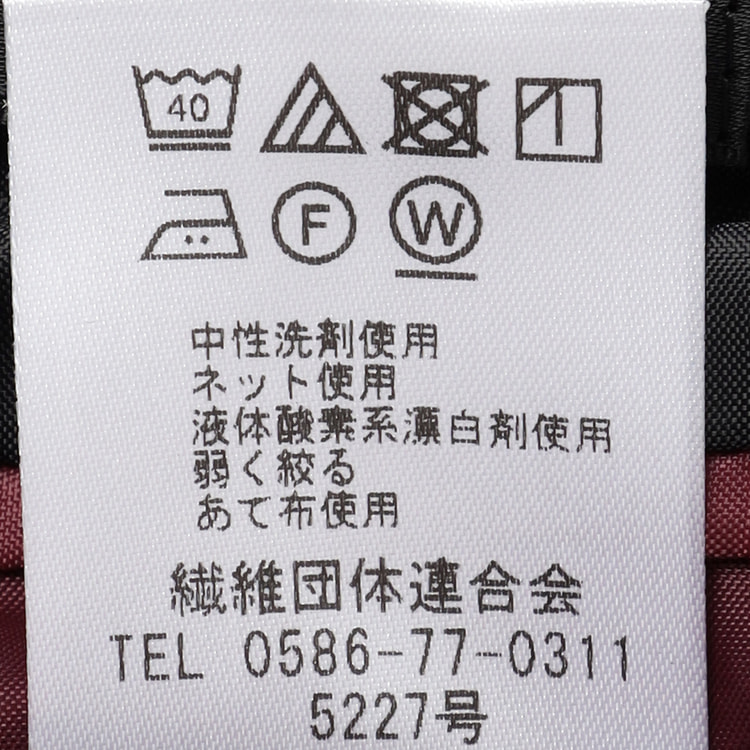 40
F W
中性洗剤使用
ネット使用
液体酸素系漂白剤使用
弱く絞る
あて布使用
繊維団体連合会
TEL 0586-77-0311
5227号